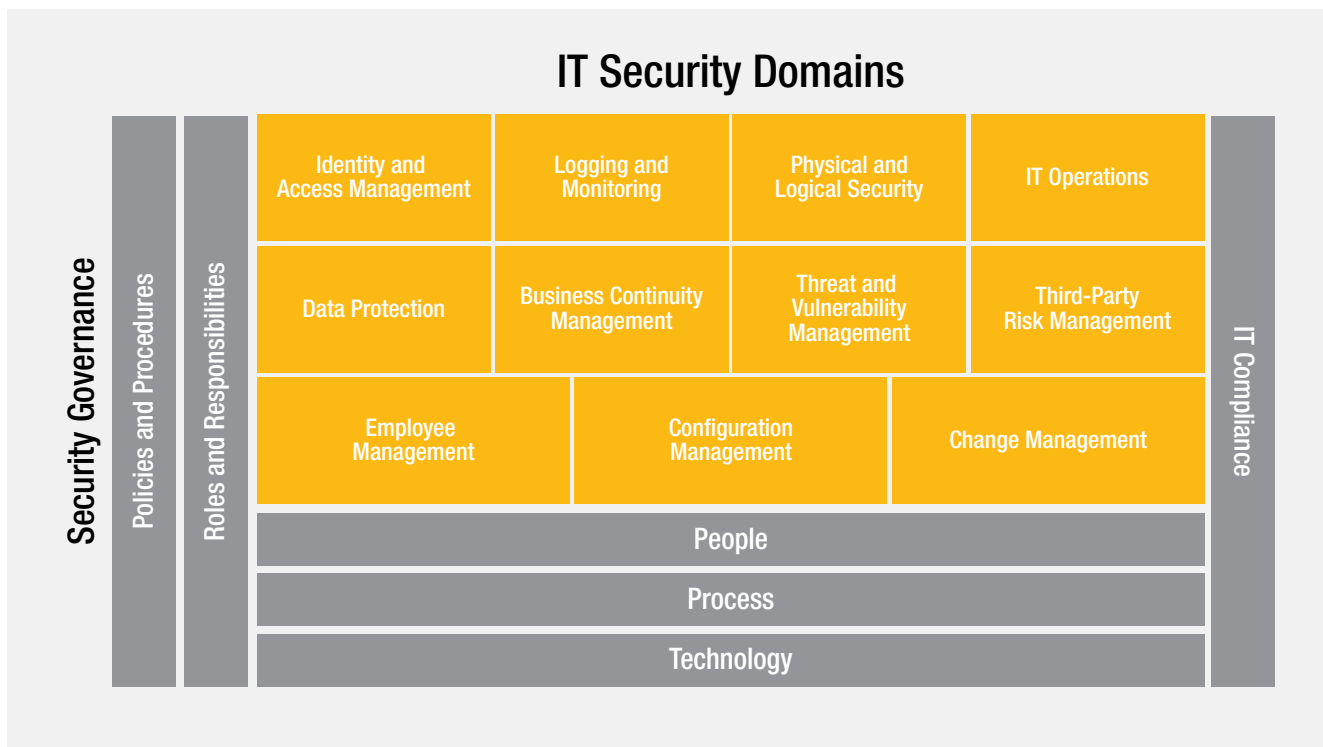 IT Security Domains
Security Governance
Policies and Procedures
Roles and Responsibilities
Identity and
Access Management
Logging and
Monitoring
Physical and
Logical Security
IT Operations
Data Protection
Business Continuity
Management
Threat and
Vulnerability
Management
Third-Party
Risk Management
Employee
Management
Configuration
Management
Change Management
People
Process
Technology
IT Compliance